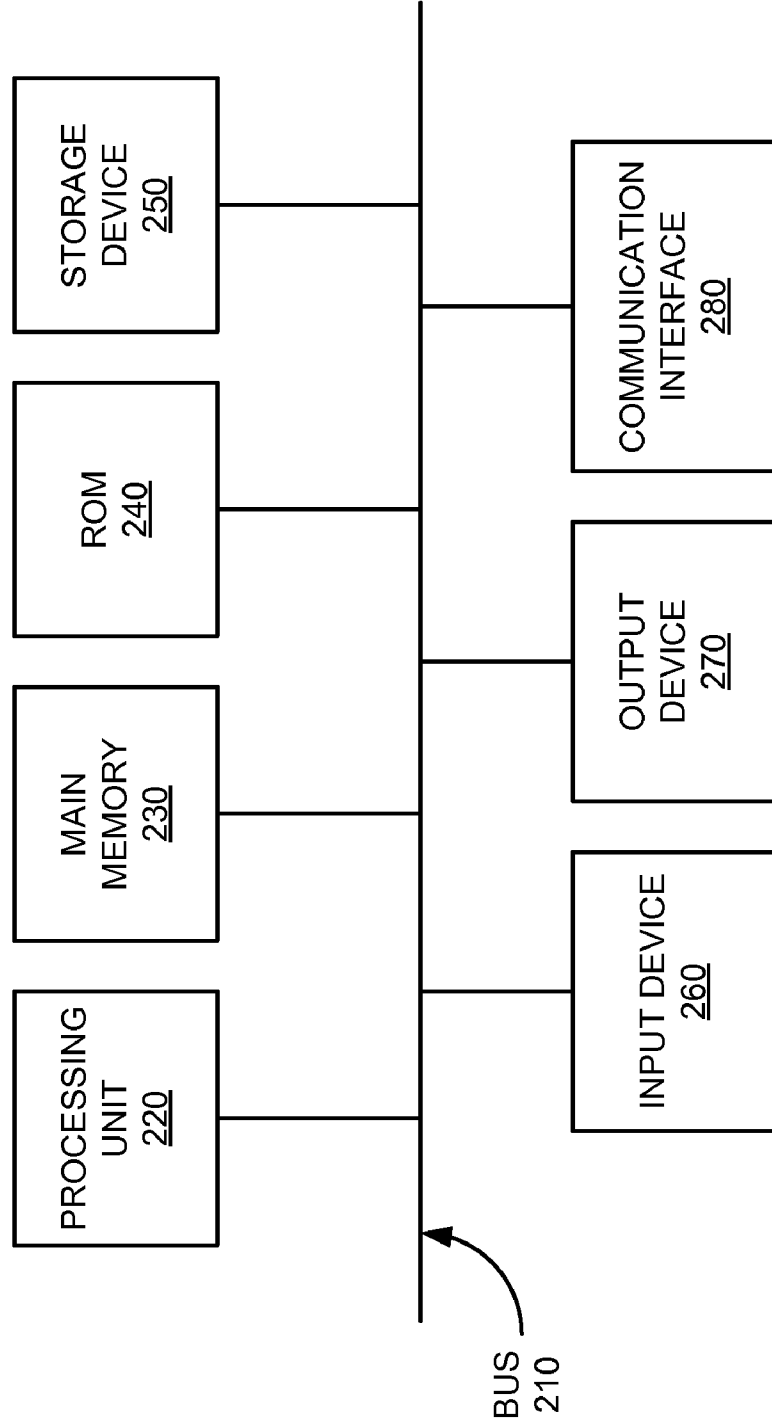 PROCESSING
UNIT
220
MAIN
MEMORY
230
ROM
240
STORAGE
DEVICE
250
BUS
210
INPUT DEVICE
260
OUTPUT
DEVICE
270
COMMUNICATION
INTERFACE
280